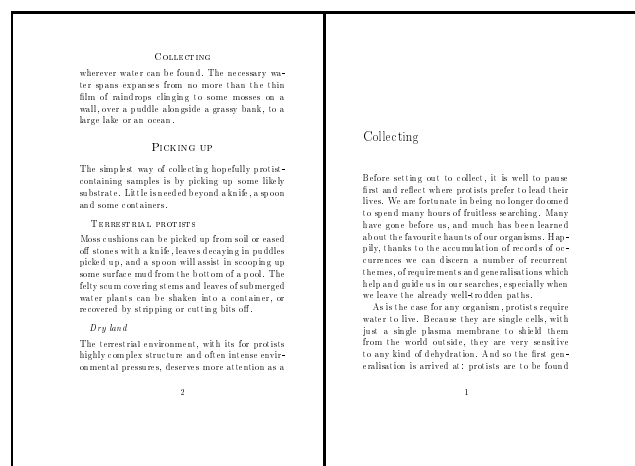 COLLECTING
wherever water can be found. The necessary wa-
ter spans expanses from no more than the thin
film of raindrops clinging to some mosses on a
wall, over a puddle alongside a grassy bank, to a
large lake or an ocean.
PICKING UP
The simplest way of collecting hopefully protist-
containing samples is by picking up some likely
substrate. Little is needed beyond a knife, a spoon
and some containers.
TERRESTRIAL PROTISTS
Moss cushions can be picked up from soil or eased
off stones with a knife, leaves decaying in puddles
picked up, and a spoon will assist in scooping up
some surface mud from the bottom of a pool. The
felty scum covering stems and leaves of submerged
water plants can be shaken into a container, or
recovered by stripping or cutting bits off.
Dry land
The terrestrial environment, with its for protists
highly complex structure and often intense envir-
onmental pressures, deserves more attention as a
2
Collecting
Before setting out to collect, it is well to pause
first and reflect where protists prefer to lead their
lives. We are fortunate in being no longer doomed
to spend many hours of fruitless searching. Many
have gone before us, and much has been learned
about the favourite haunts of our organisms. Hap-
pily, thanks to the accumulation of records of oc-
currences we can discern a number of recurrent
themes, of requirements and generalisations which
help and guide us in our searches, especially when
we leave the already well-trodden paths.
As is the case for any organism, protists require
water to live. Because they are single cells, with
just a single plasma membrane to shield them
from the world outside, they are very sensitive
to any kind of dehydration. And so the first gen-
eralisation is arrived at: protists are to be found
1